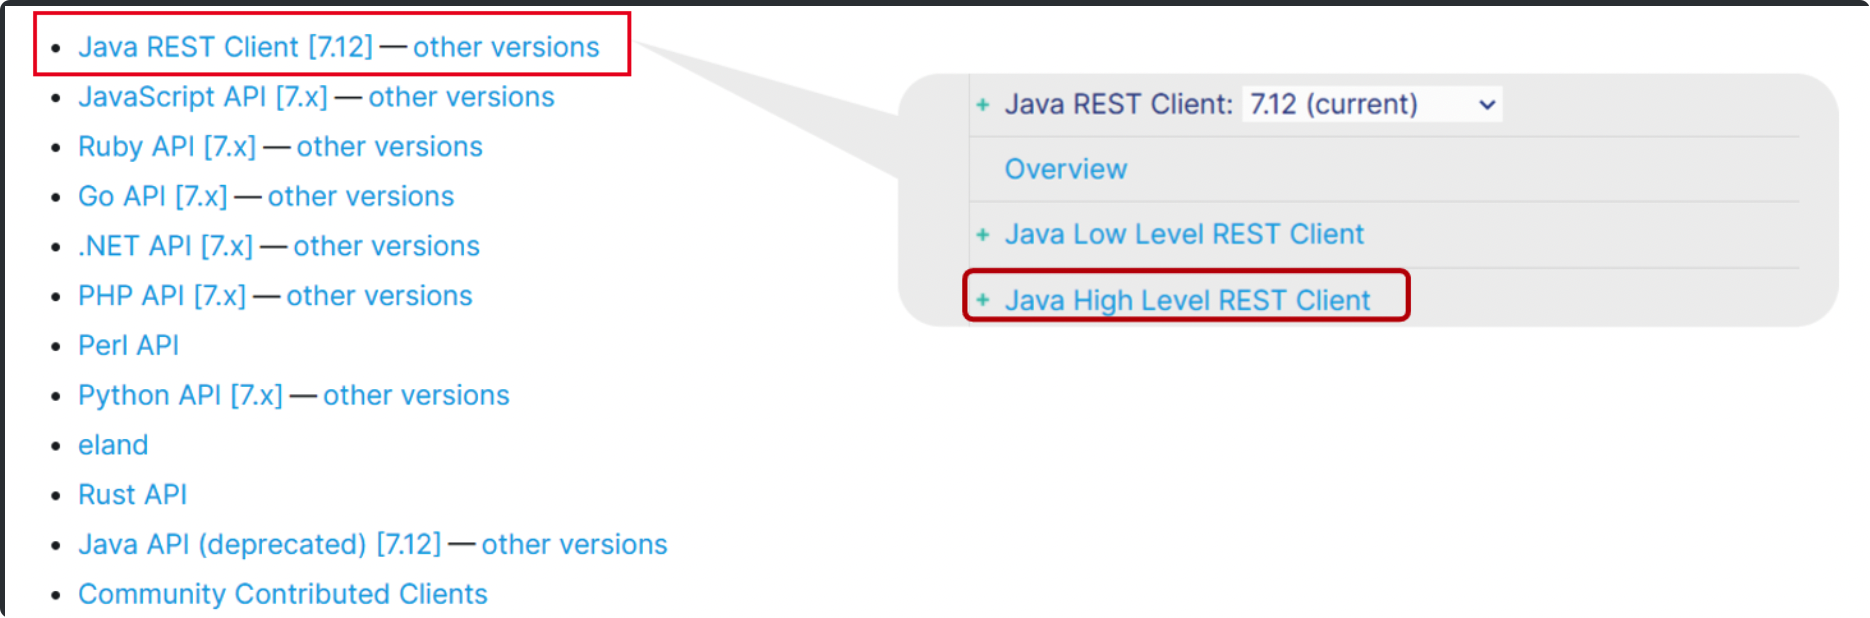 Java REST Client [7.12] — other versions
JavaScript API [7.x] — other versions
Ruby API [7.x] — other versions
Go API [7.x] — other versions
.NET API [7.x] — other versions
PHP API [7.x] — other versions
Perl API
Python API [7.x] — other versions
eland
Rust API
Java API (deprecated) [7.12] — other versions
Community Contributed Clients
+ Java REST Client: 7.12 (current)
Overview
+ Java Low Level REST Client
+ Java High Level REST Client